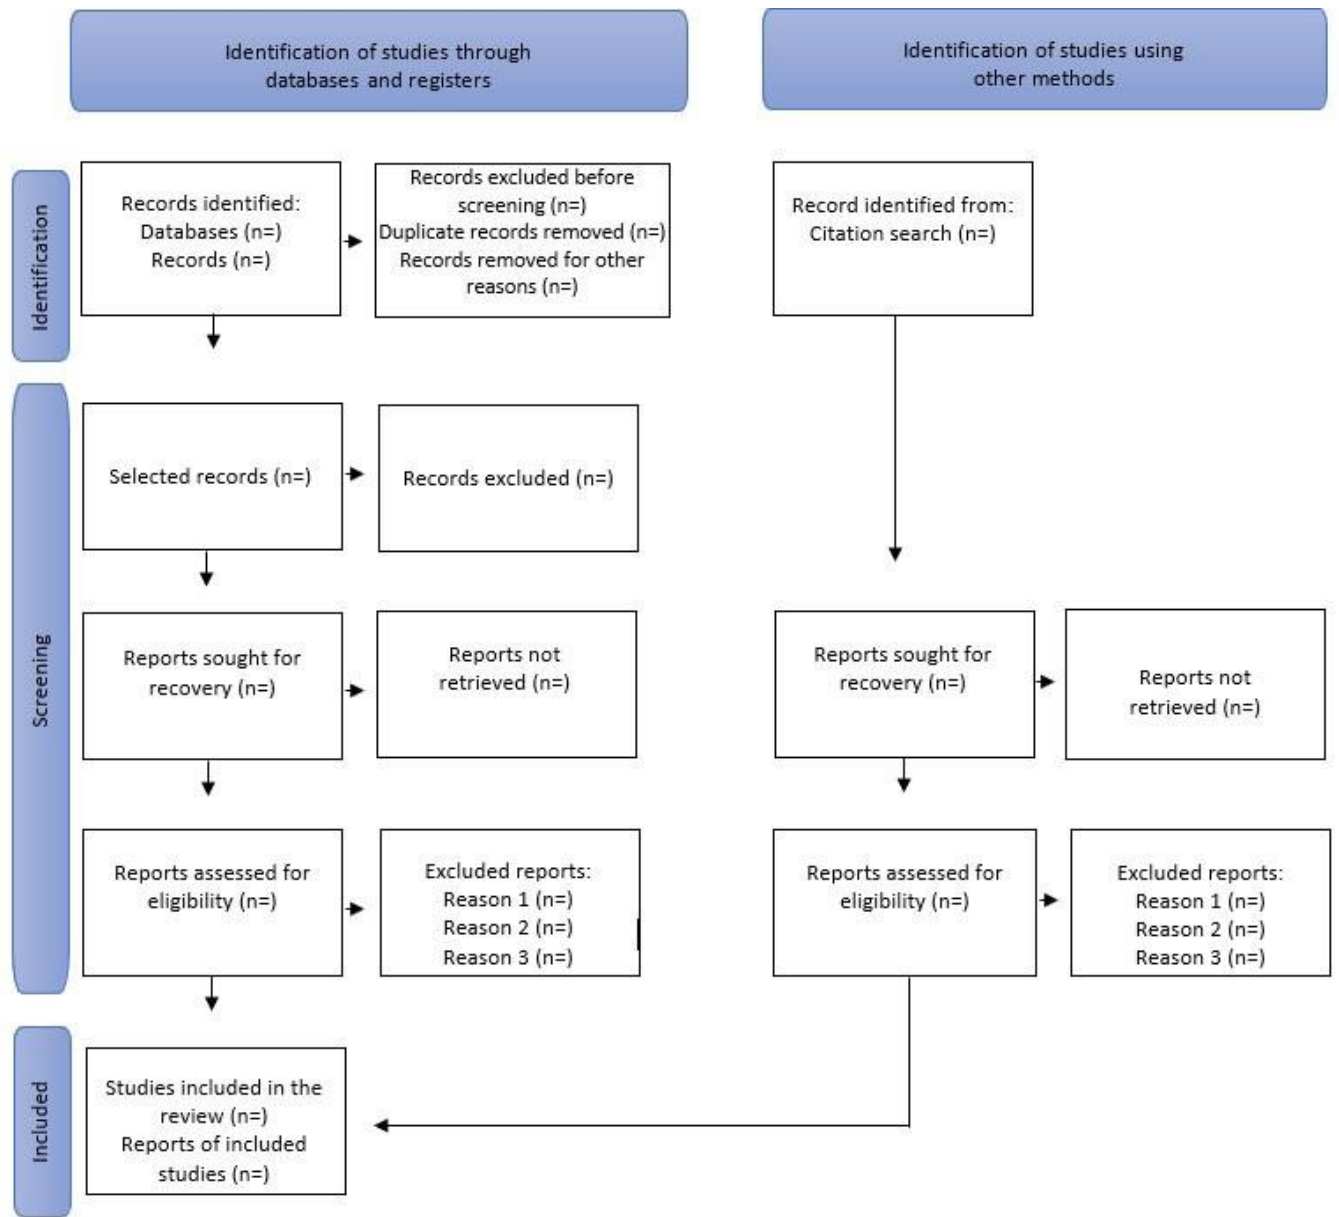 Identification of studies through
databases and registers
Identification of studies using
other methods
Identification
Records identified:
Databases (n=)
Records (n=)
Records excluded before
screening (n=)
Duplicate records removed (n=)
Records removed for other
reasons (n=)
Record identified from:
Citation search (n=)
Screening
Selected records (n=)
Records excluded (n=)
Reports sought for
recovery (n=)
Reports not
retrieved (n=)
Reports sought for
recovery (n=)
Reports not
retrieved (n=)
Reports assessed for
eligibility (n=)
Excluded reports:
Reason 1 (n=)
Reason 2 (n=)
Reason 3 (n=)
Reports assessed for
eligibility (n=)
Excluded reports:
Reason 1 (n=)
Reason 2 (n=)
Reason 3 (n=)
Included
Studies included in the
review (n=)
Reports of included
studies (n=)